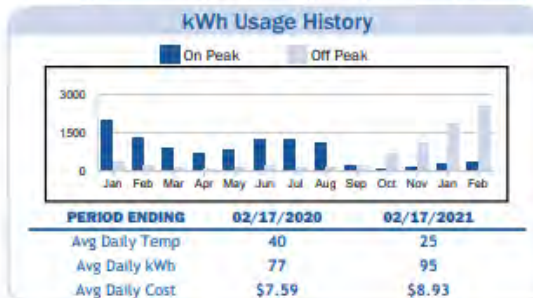 kWh Usage History
On Peak Off Peak
3000
1500
0
Jan Feb Mar Apr May Jun Jul Aug Sep Oct Nov Jan Feb
PERIOD ENDING 02/17/2020 02/17/2021
Avg Daily Temp 40 25
Avg Daily kWh 77 95
Avg Daily Cost $7.59 $8.93